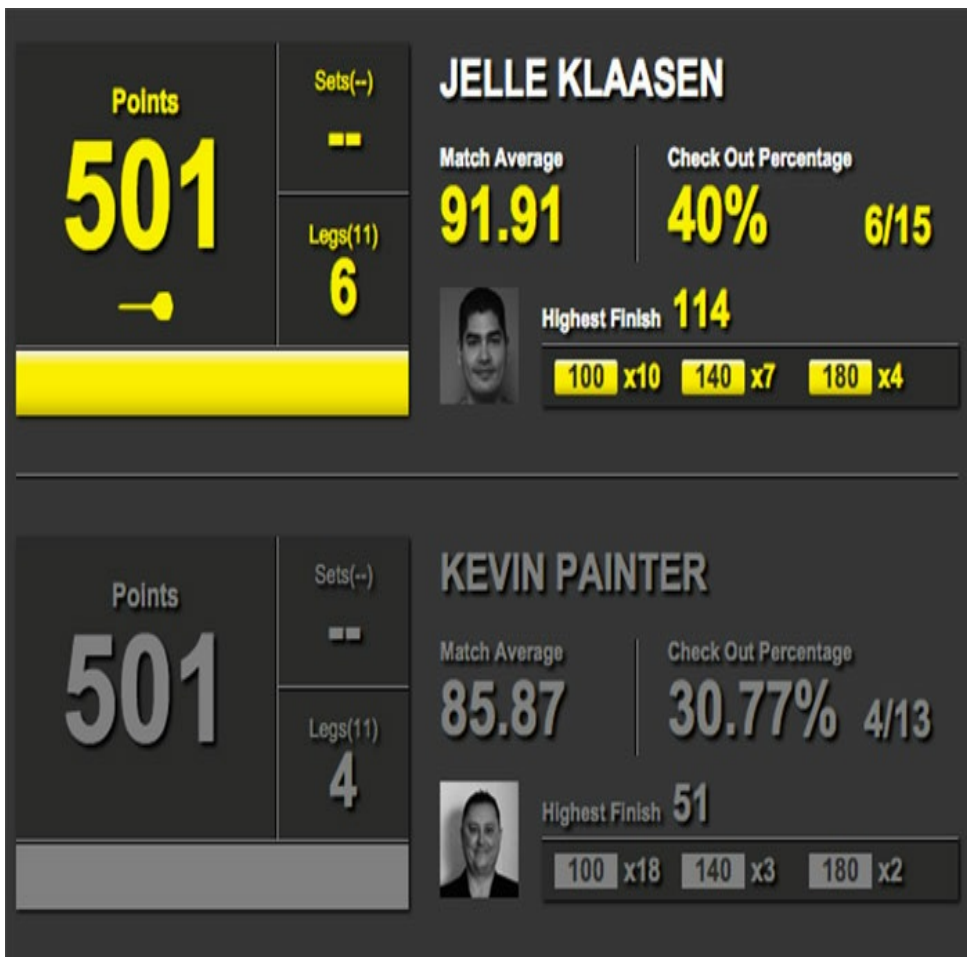 Points
501
Sets(--)
--
Legs(11)
6
JELLE KLAASEN
Match Average
91.91
Check Out Percentage
40% 6/15
Highest Finish 114
100 x10 140 x7 180 x4
Points
501
Sets(--)
--
Legs(11)
4
KEVIN PAINTER
Match Average
85.87
Check Out Percentage
30.77% 4/13
Highest Finish 51
100 x18 140 x3 180 x2